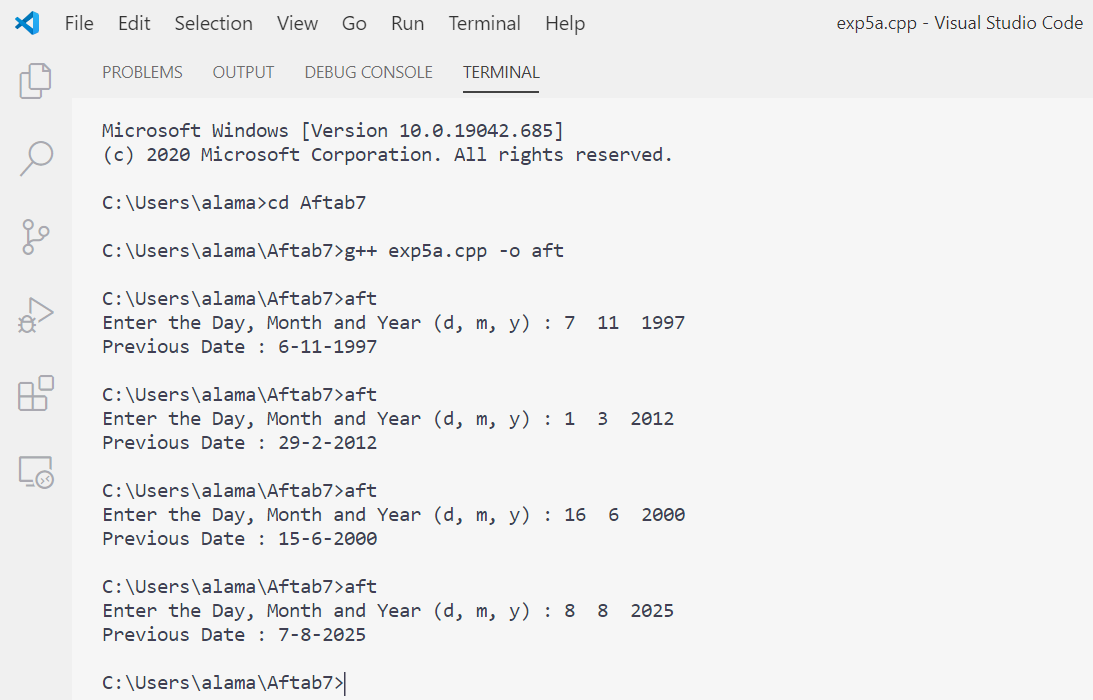 File Edit Selection View Go Run Terminal Help exp5a.cpp - Visual Studio Code
PROBLEMS OUTPUT DEBUG CONSOLE TERMINAL
Microsoft Windows [Version 10.0.19042.685]
(c) 2020 Microsoft Corporation. All rights reserved.
C:\Users\alama>cd Aftab7
C:\Users\alama\Aftab7>g++ exp5a.cpp -o aft
C:\Users\alama\Aftab7>aft
Enter the Day, Month and Year (d, m, y) : 7  11  1997
Previous Date : 6-11-1997
C:\Users\alama\Aftab7>aft
Enter the Day, Month and Year (d, m, y) : 1  3  2012
Previous Date : 29-2-2012
C:\Users\alama\Aftab7>aft
Enter the Day, Month and Year (d, m, y) : 16  6  2000
Previous Date : 15-6-2000
C:\Users\alama\Aftab7>aft
Enter the Day, Month and Year (d, m, y) : 8  8  2025
Previous Date : 7-8-2025
C:\Users\alama\Aftab7>